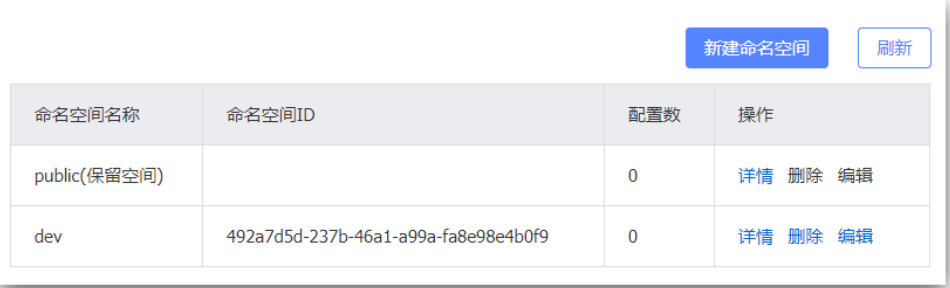 新建命名空间 刷新
命名空间名称 命名空间ID 配置数 操作
public(保留空间) 0 详情 删除 编辑
dev 492a7d5d-237b-46a1-a99a-fa8e98e4b0f9 0 详情 删除 编辑